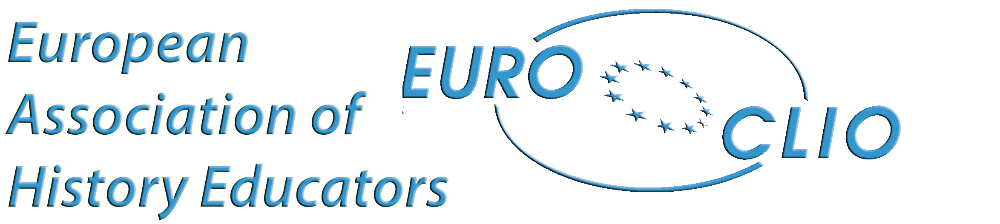 European
Association of
History Educators
EURO
CLIO